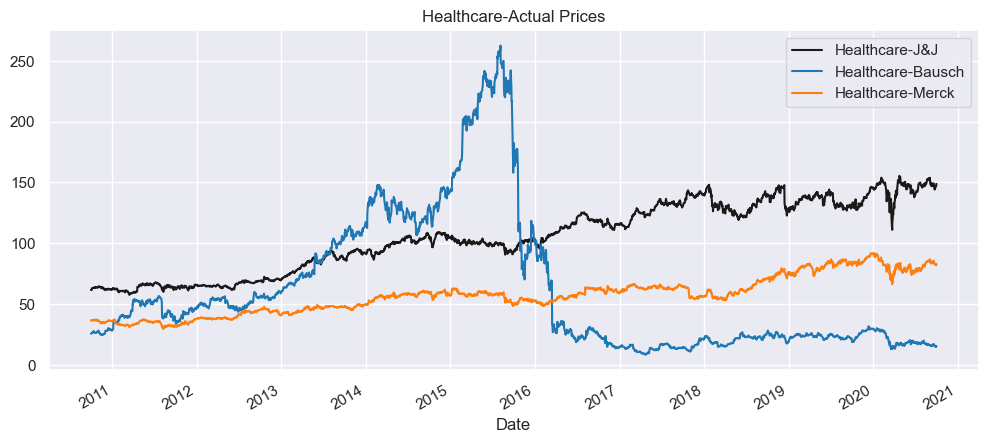 Healthcare-Actual Prices
Healthcare-J&J
Healthcare-Bausch
Healthcare-Merck
250
200
150
100
50
0
2011 2012 2013 2014 2015 2016 2017 2018 2019 2020 2021
Date